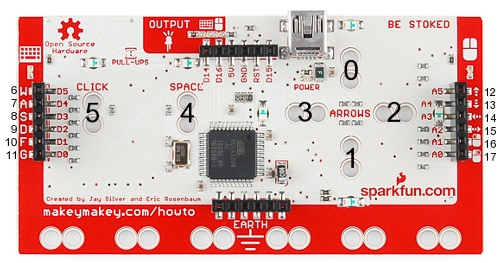 OUTPUT
BE STOKED
Open Source
Hardware
PULL-UPS
D14
D16
5V
GND
RST
D15
POWER
0
CLICK
SPACE
5
4
3
ARROWS
2
1
6 W D5
7 A D4
8 S D3
9 D D2
10 F D1
11 G D0
A5 12
A4 13
A3 14
A2 15
A1 16
A0 17
sparkfun.com
Created by Jay Silver and Eric Rosenbaum
makeymakey.com/howto
EARTH